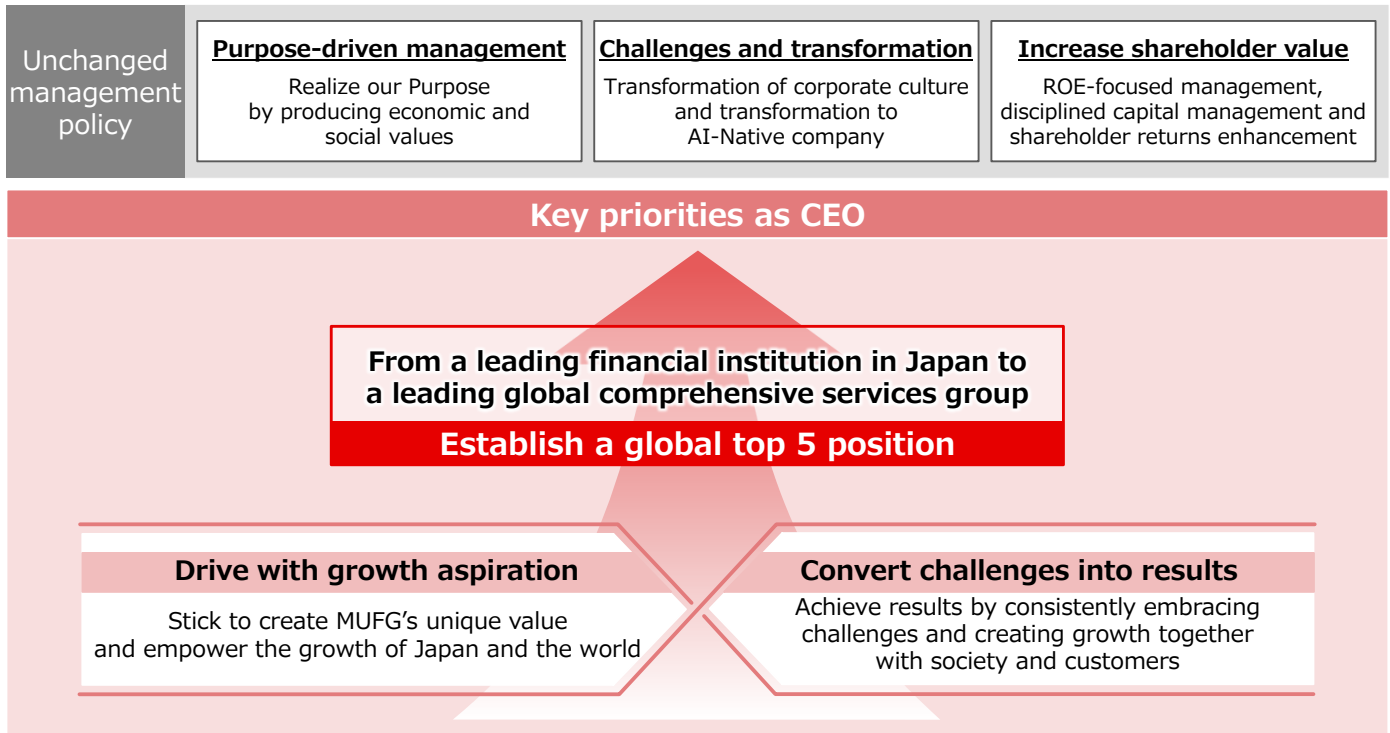 Unchanged
management
policy
Purpose-driven management
Realize our Purpose
by producing economic and
social values
Challenges and transformation
Transformation of corporate culture
and transformation to
AI-Native company
Increase shareholder value
ROE-focused management,
disciplined capital management and
shareholder returns enhancement
Key priorities as CEO
From a leading financial institution in Japan to
a leading global comprehensive services group
Establish a global top 5 position
Drive with growth aspiration
Stick to create MUFG’s unique value
and empower the growth of Japan and the world
Convert challenges into results
Achieve results by consistently embracing
challenges and creating growth together
with society and customers